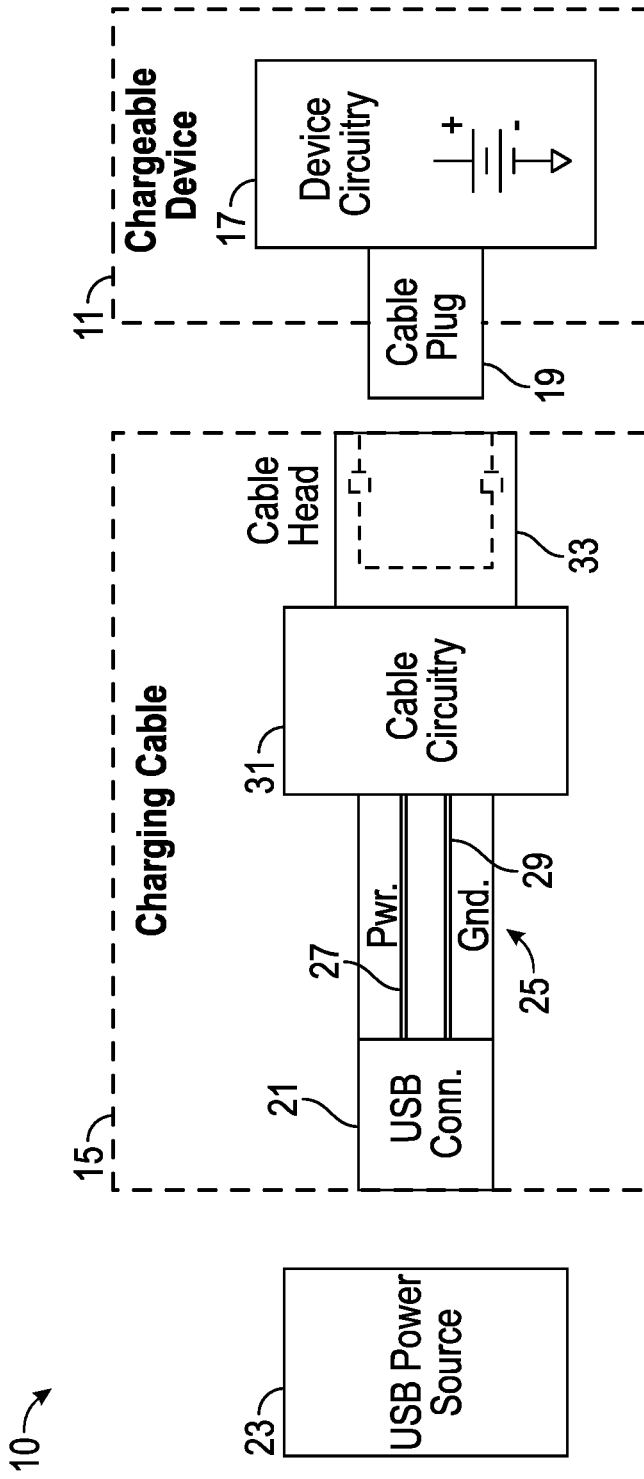 10
23
USB Power
Source
15
Charging Cable
21
USB
Conn.
27
Pwr.
Gnd.
29
25
31
Cable
Circuitry
Cable
Head
33
11
Chargeable
Device
17
Device
Circuitry
+
-
Cable
Plug
19